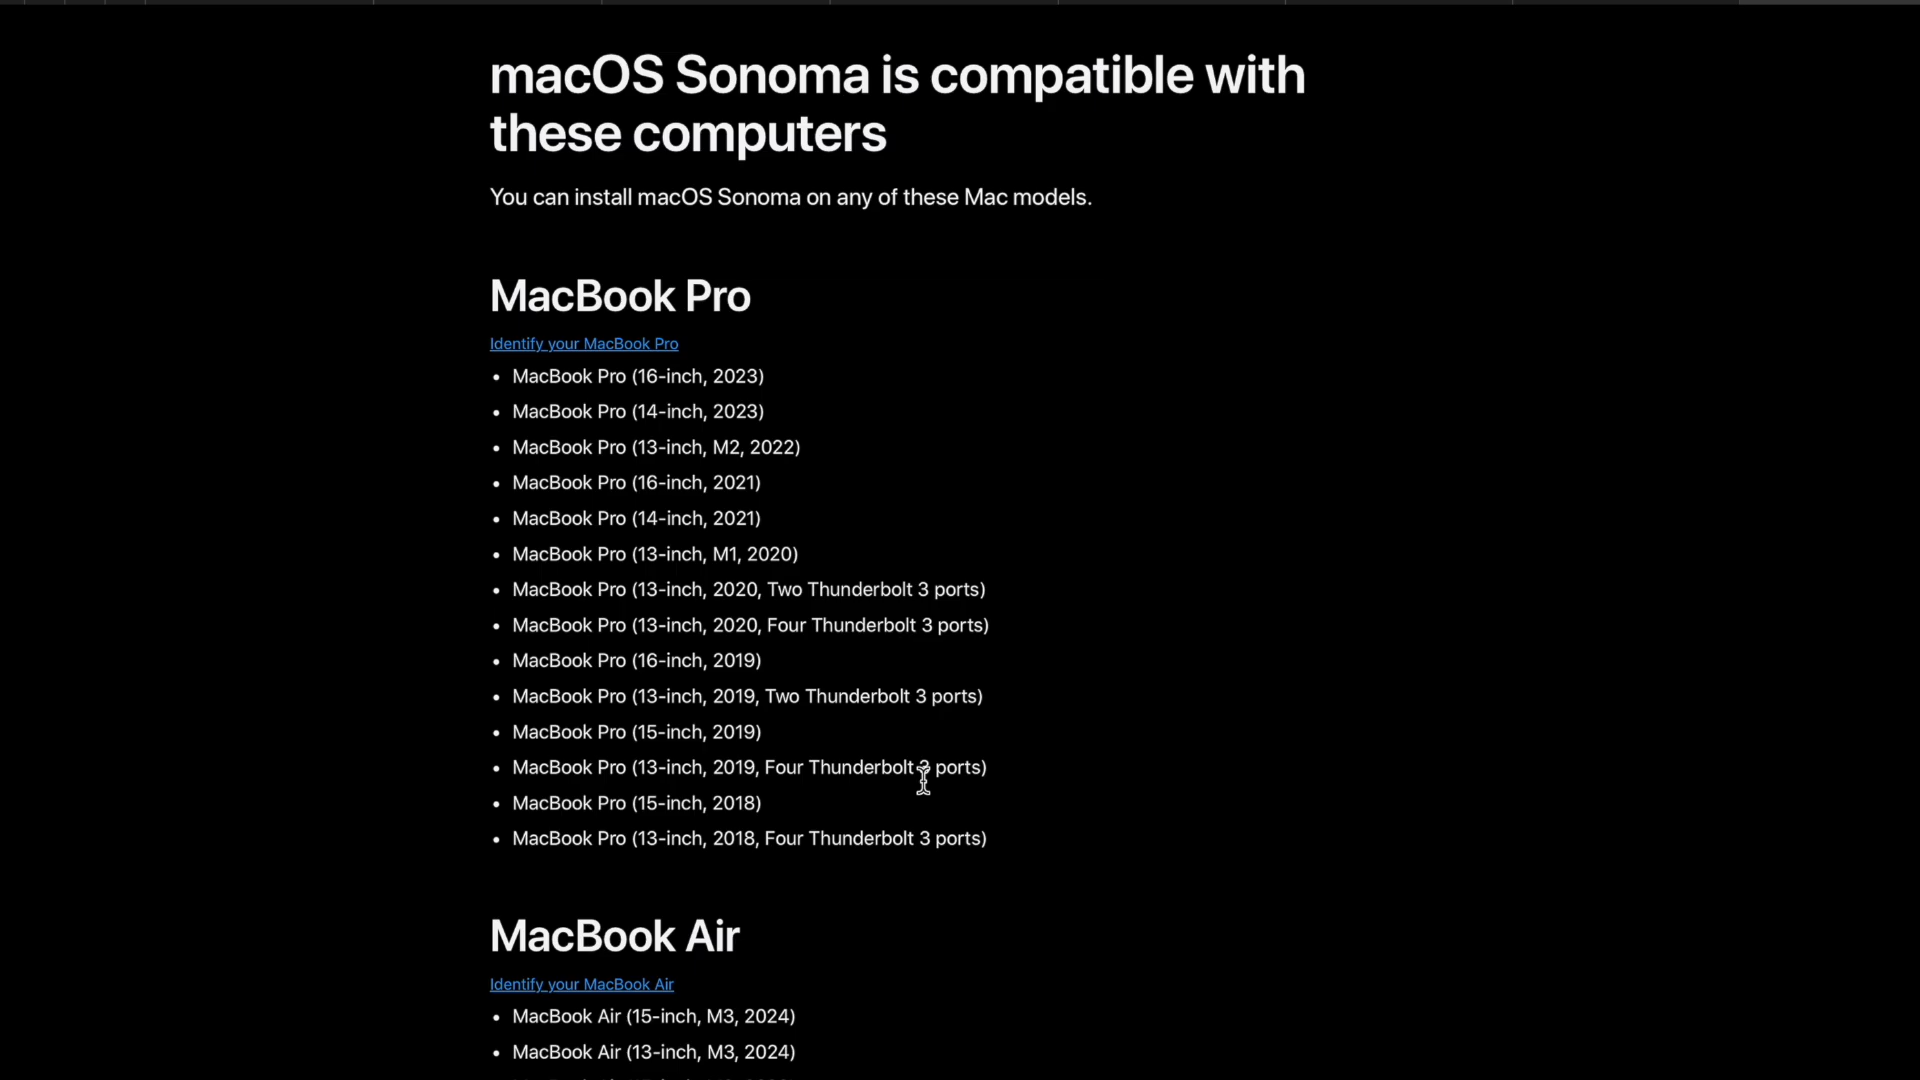 macOS Sonoma is compatible with
these computers
You can install macOS Sonoma on any of these Mac models.
MacBook Pro
Identify your MacBook Pro
• MacBook Pro (16-inch, 2023)
• MacBook Pro (14-inch, 2023)
• MacBook Pro (13-inch, M2, 2022)
• MacBook Pro (16-inch, 2021)
• MacBook Pro (14-inch, 2021)
• MacBook Pro (13-inch, M1, 2020)
• MacBook Pro (13-inch, 2020, Two Thunderbolt 3 ports)
• MacBook Pro (13-inch, 2020, Four Thunderbolt 3 ports)
• MacBook Pro (16-inch, 2019)
• MacBook Pro (13-inch, 2019, Two Thunderbolt 3 ports)
• MacBook Pro (15-inch, 2019)
• MacBook Pro (13-inch, 2019, Four Thunderbolt 3 ports)
• MacBook Pro (15-inch, 2018)
• MacBook Pro (13-inch, 2018, Four Thunderbolt 3 ports)
MacBook Air
Identify your MacBook Air
• MacBook Air (15-inch, M3, 2024)
• MacBook Air (13-inch, M3, 2024)